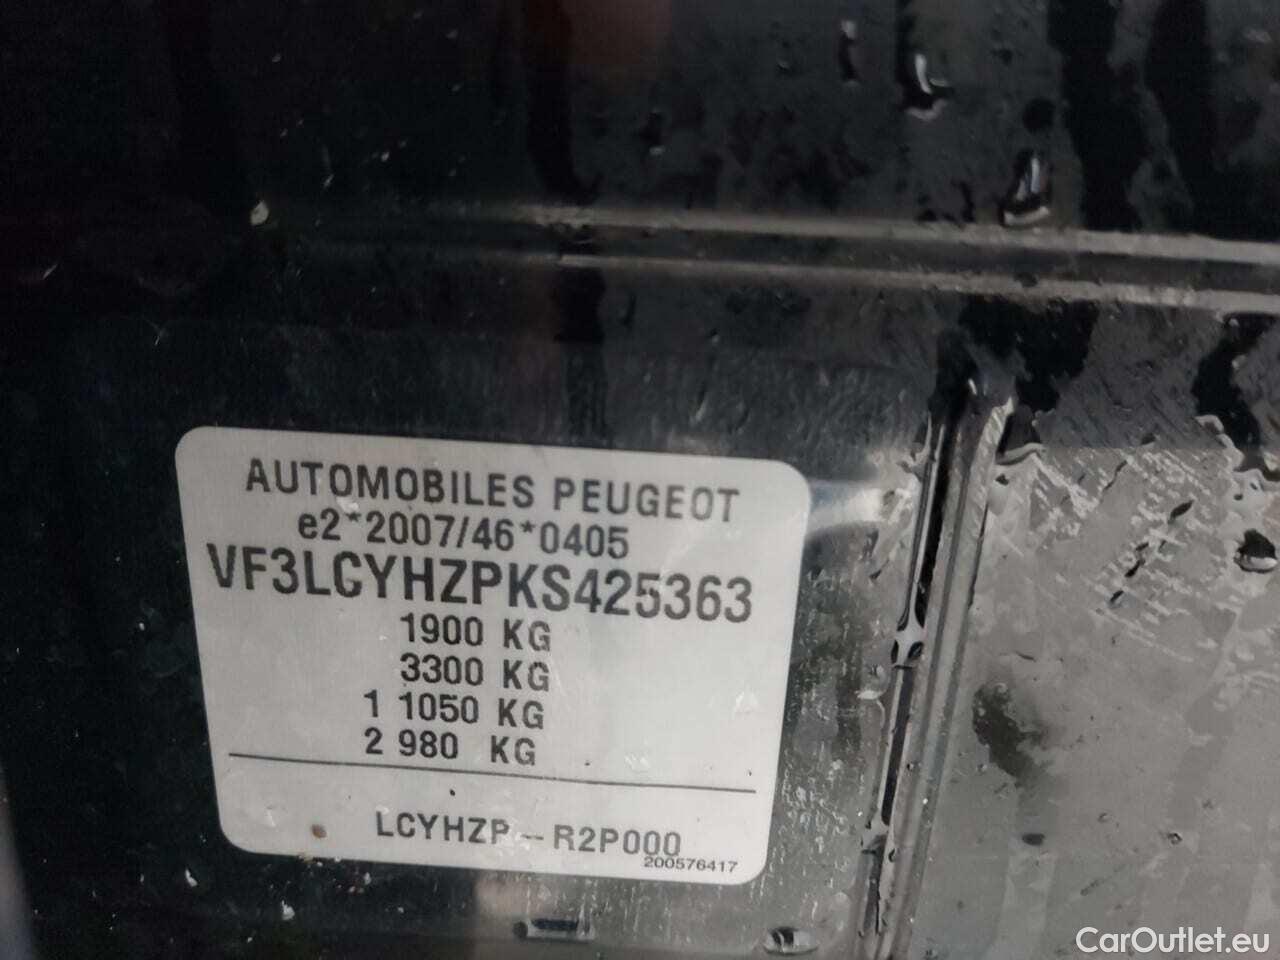 AUTOMOBILES PEUGEOT
e2*2007/46*0405
VF3LCYHZPKS425363
1900 KG
3300 KG
1 1050 KG
2 980 KG
LCYHZP-- R2P000
200576417
CarOutlet.eu